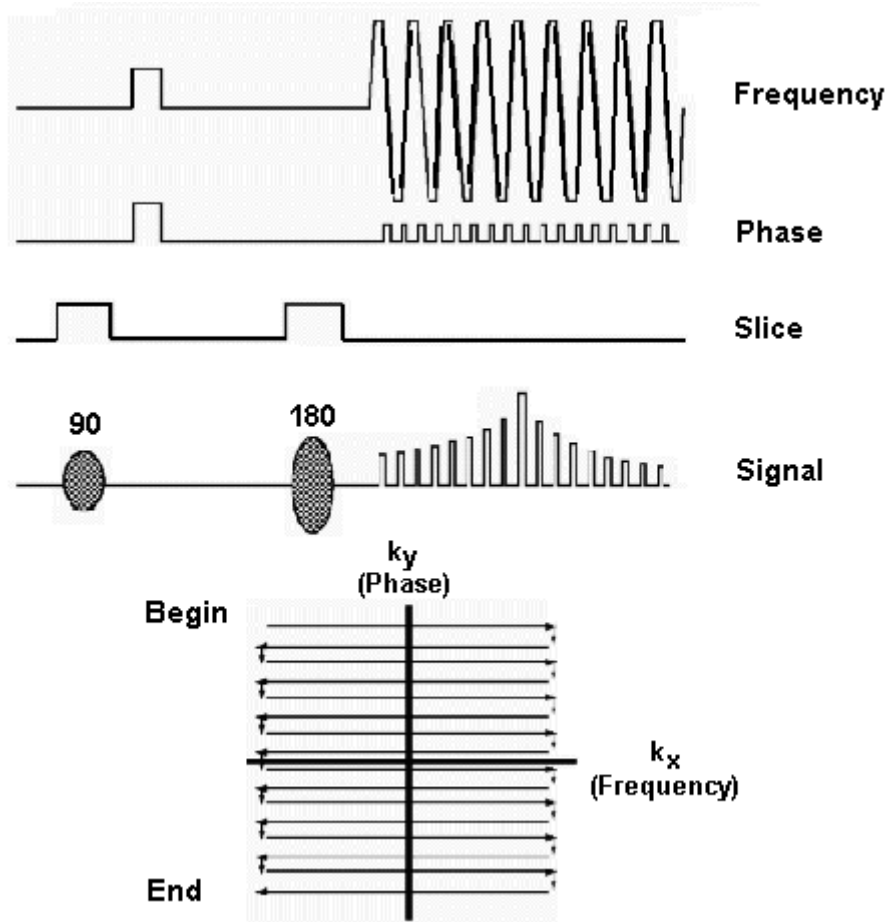 Frequency
Phase
Slice
90
180
Signal
ky
(Phase)
Begin
kx
(Frequency)
End